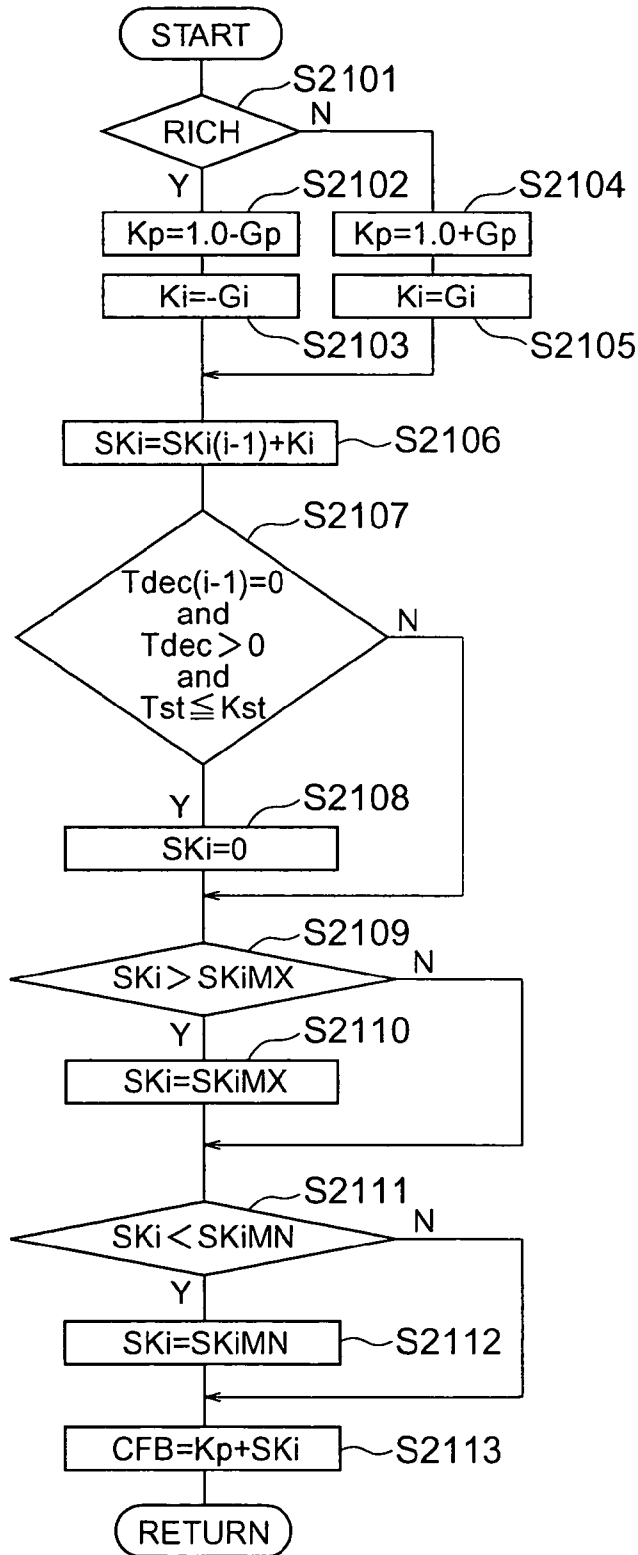 START
S2101
RICH
N
Y
S2102
S2104
Kp=1.0-Gp
Kp=1.0+Gp
Ki=-Gi
Ki=Gi
S2103
S2105
SKi=SKi(i-1)+Ki
S2106
S2107
Tdec(i-1)=0
and
Tdec>0
and
Tst≦Kst
N
Y
S2108
SKi=0
S2109
SKi>SKiMX
N
Y
S2110
SKi=SKiMX
S2111
SKi<SKiMN
N
Y
SKi=SKiMN
S2112
CFB=Kp+SKi
S2113
RETURN